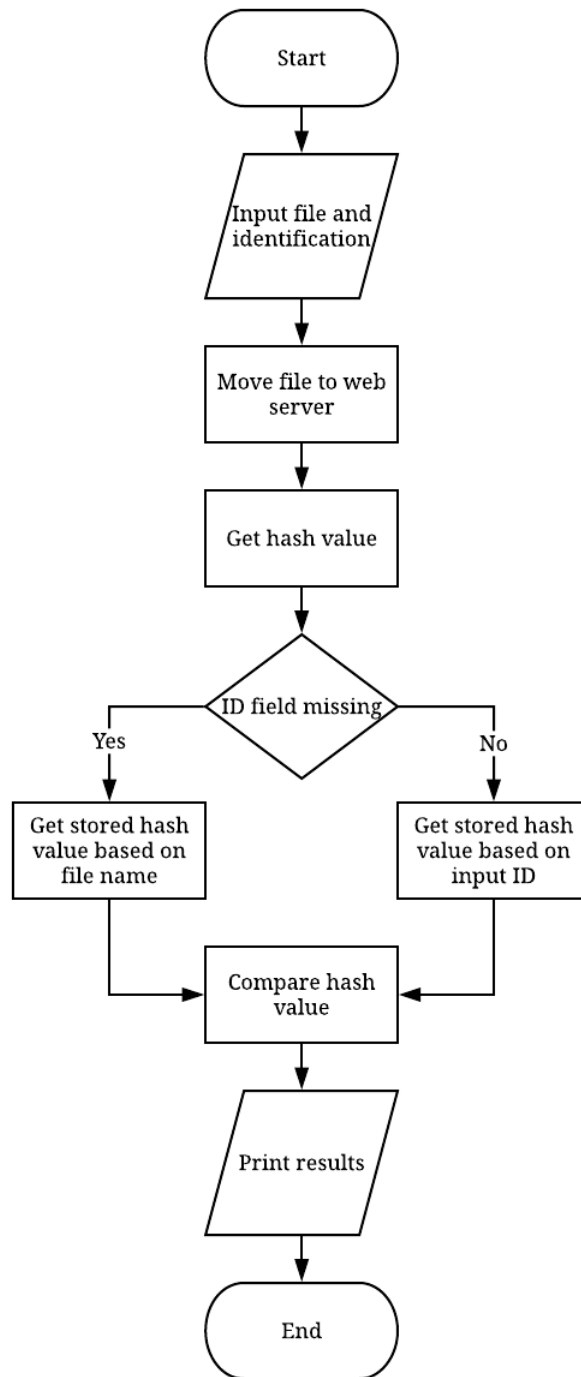 Start
Input file and
identification
Move file to web
server
Get hash value
ID field missing
Yes
No
Get stored hash
value based on
file name
Get stored hash
value based on
input ID
Compare hash
value
Print results
End